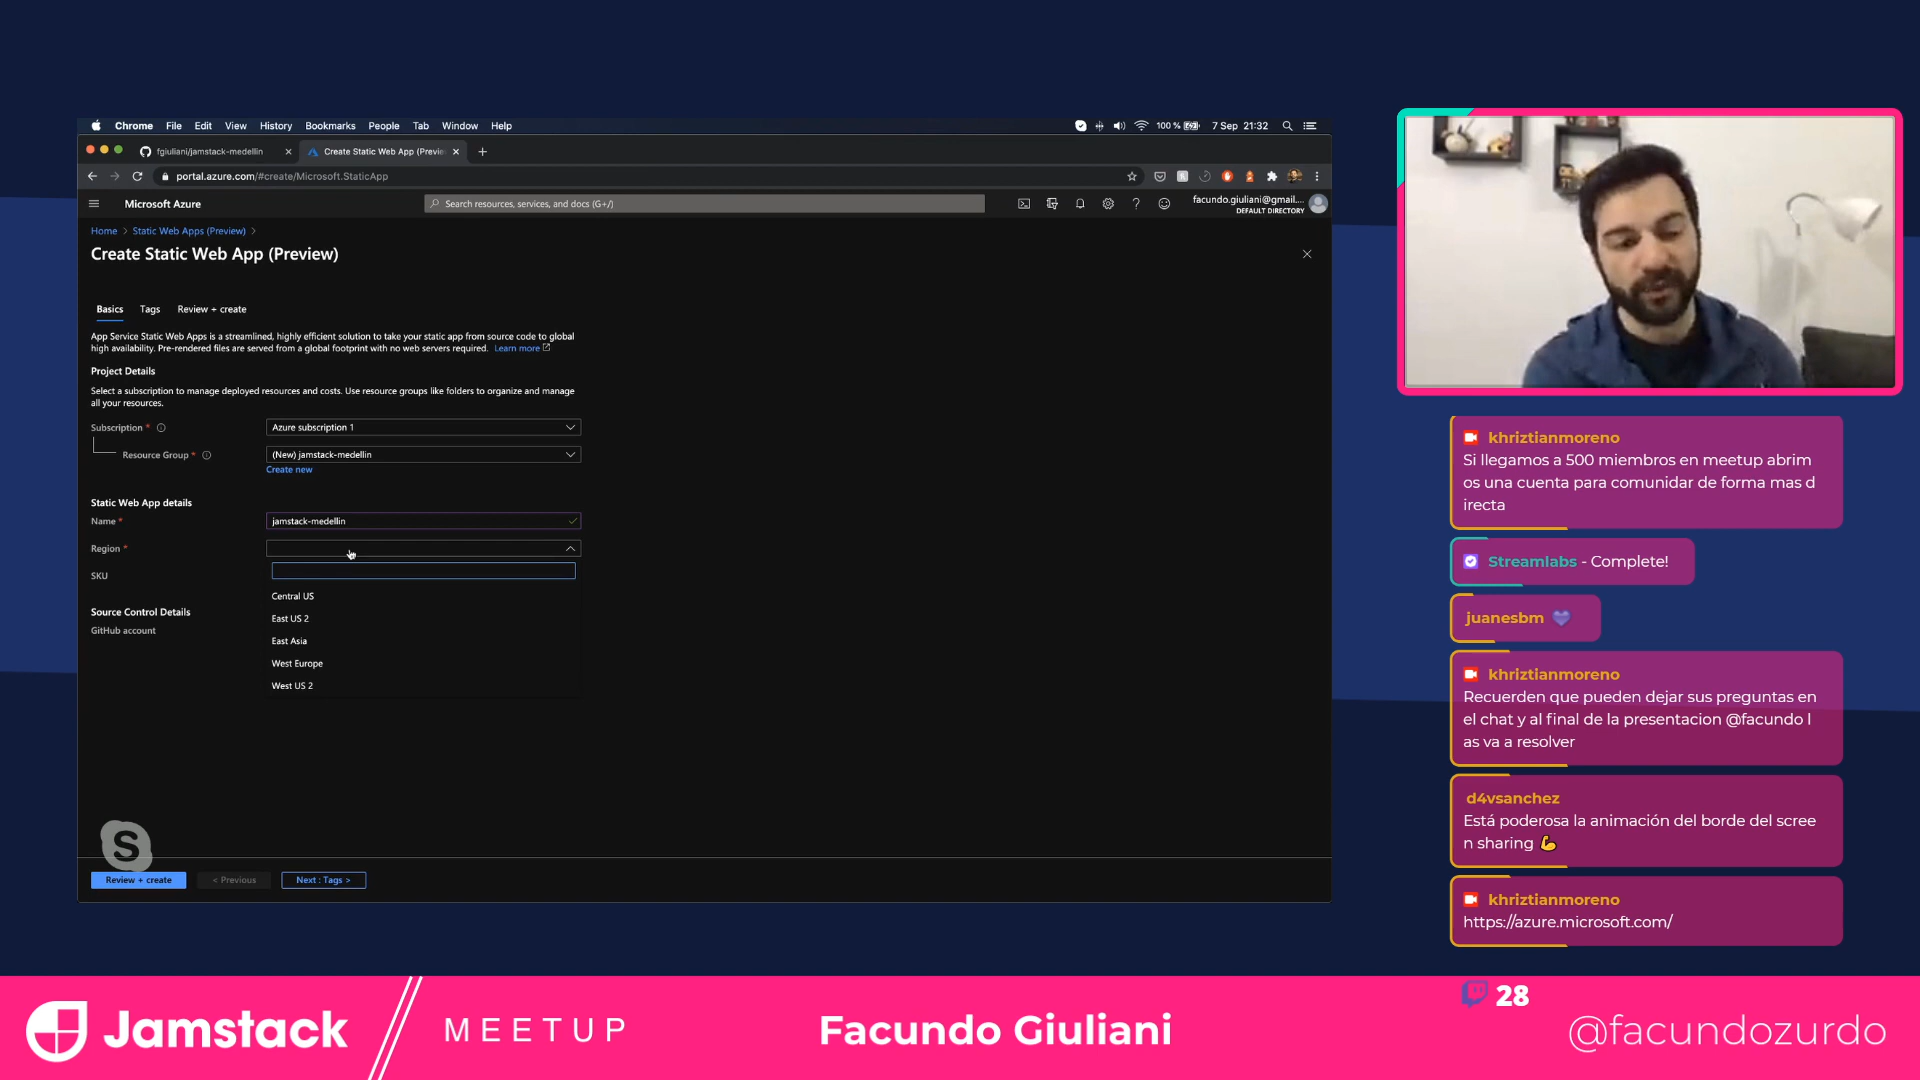 Chrome File Edit View History Bookmarks People Tab Window Help
100 % 7 Sep 21:32
fgiuliani/jamstack-medellin
Create Static Web App (Previe
portal.azure.com/#create/Microsoft.StaticApp
Microsoft Azure
Search resources, services, and docs (G+/)
facundo.giuliani@gmail....
DEFAULT DIRECTORY
Home > Static Web Apps (Preview) >
Create Static Web App (Preview)
Basics Tags Review + create
App Service Static Web Apps is a streamlined, highly efficient solution to take your static app from source code to global
high availability. Pre-rendered files are served from a global footprint with no web servers required. Learn more
Project Details
Select a subscription to manage deployed resources and costs. Use resource groups like folders to organize and manage
all your resources.
Subscription *
Azure subscription 1
Resource Group *
(New) jamstack-medellin
Create new
Static Web App details
Name *
jamstack-medellin
Region *
SKU
Central US
East US 2
East Asia
West Europe
West US 2
Source Control Details
GitHub account
S
Review + create
< Previous
Next : Tags >
khriztianmoreno
Si llegamos a 500 miembros en meetup abrim
os una cuenta para comunidar de forma mas d
irecta
Streamlabs - Complete!
juanesbm 💜
khriztianmoreno
Recuerden que pueden dejar sus preguntas en
el chat y al final de la presentacion @facundo l
as va a resolver
d4vsanchez
Está poderosa la animación del borde del scree
n sharing 💪
khriztianmoreno
https://azure.microsoft.com/
28
Jamstack
MEETUP
Facundo Giuliani
@facundozurdo